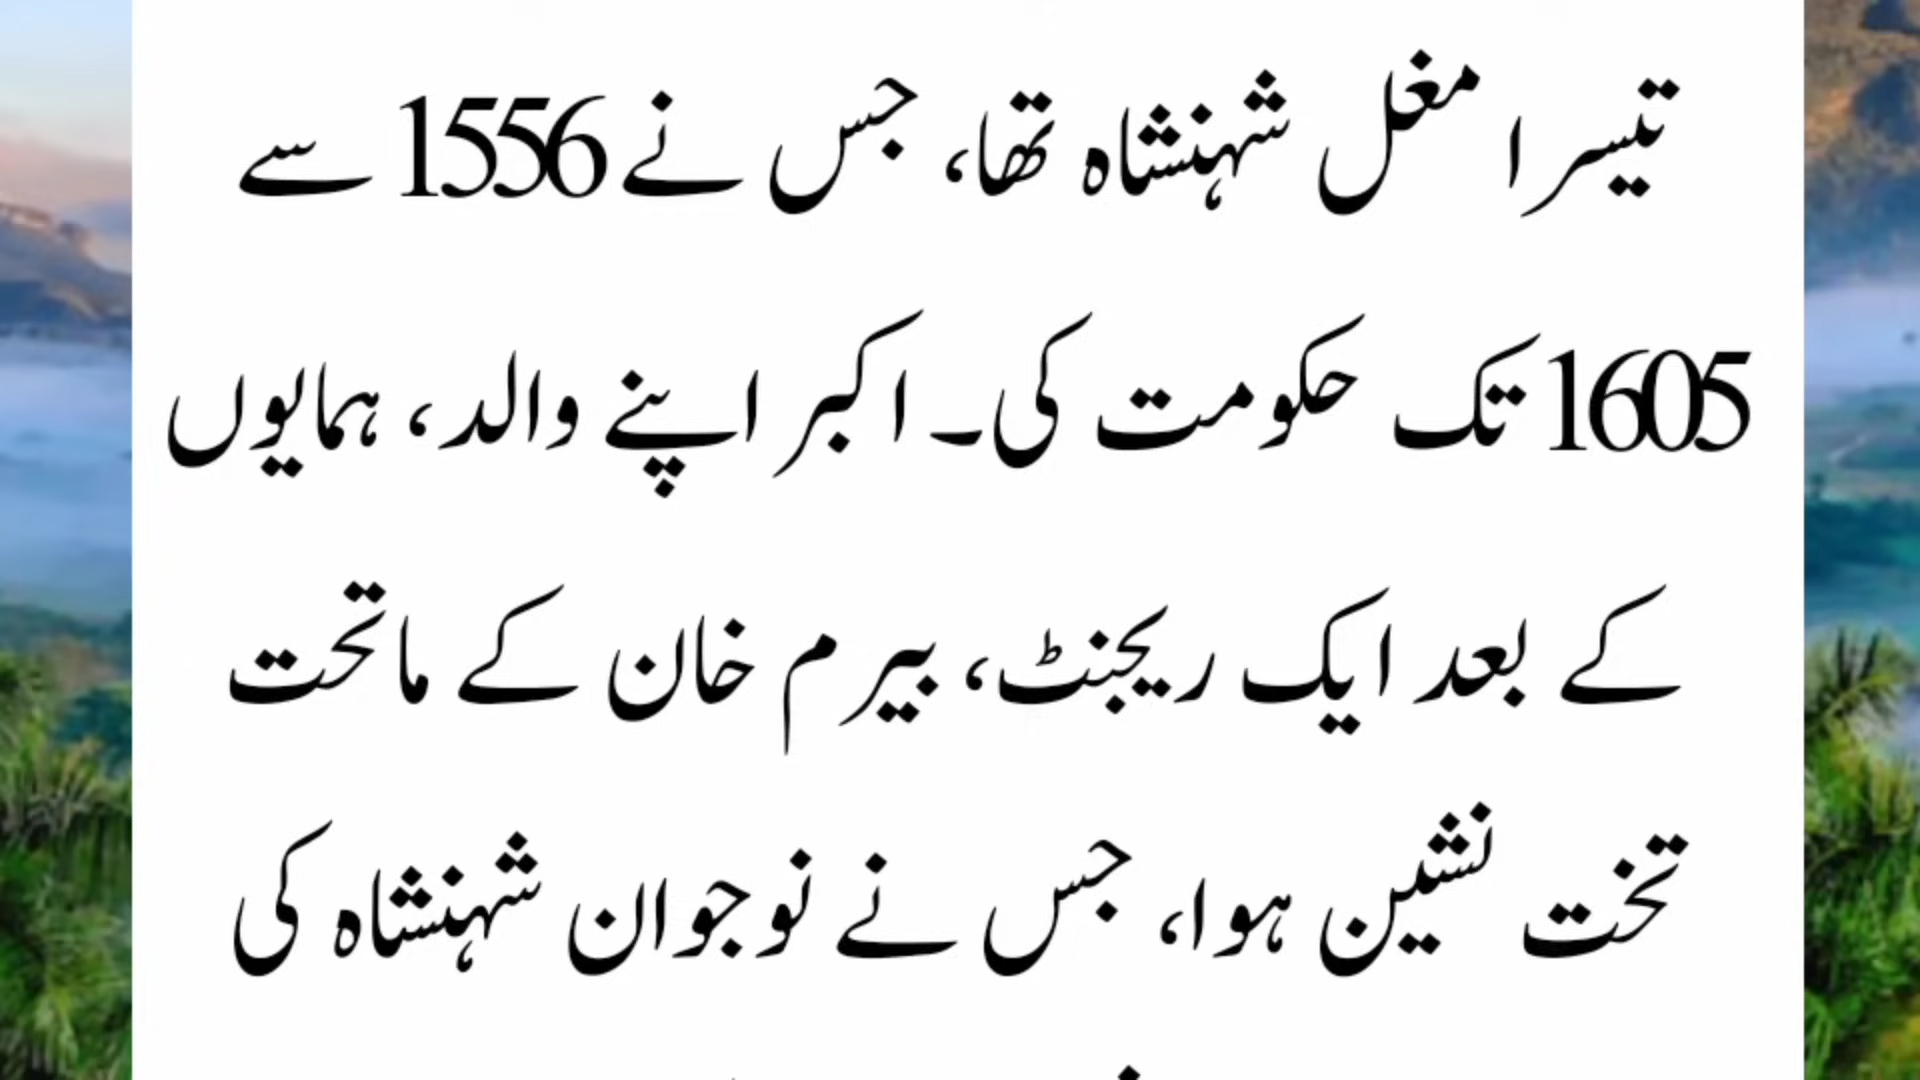 تیسرا مغل شہنشاہ تھا، جس نے 1556 سے
1605 تک حکومت کی۔ اکبر اپنے والد، ہمایوں
کے بعد ایک ریجنٹ، بیرم خان کے ماتحت
تخت نشین ہوا، جس نے نوجوان شہنشاہ کی